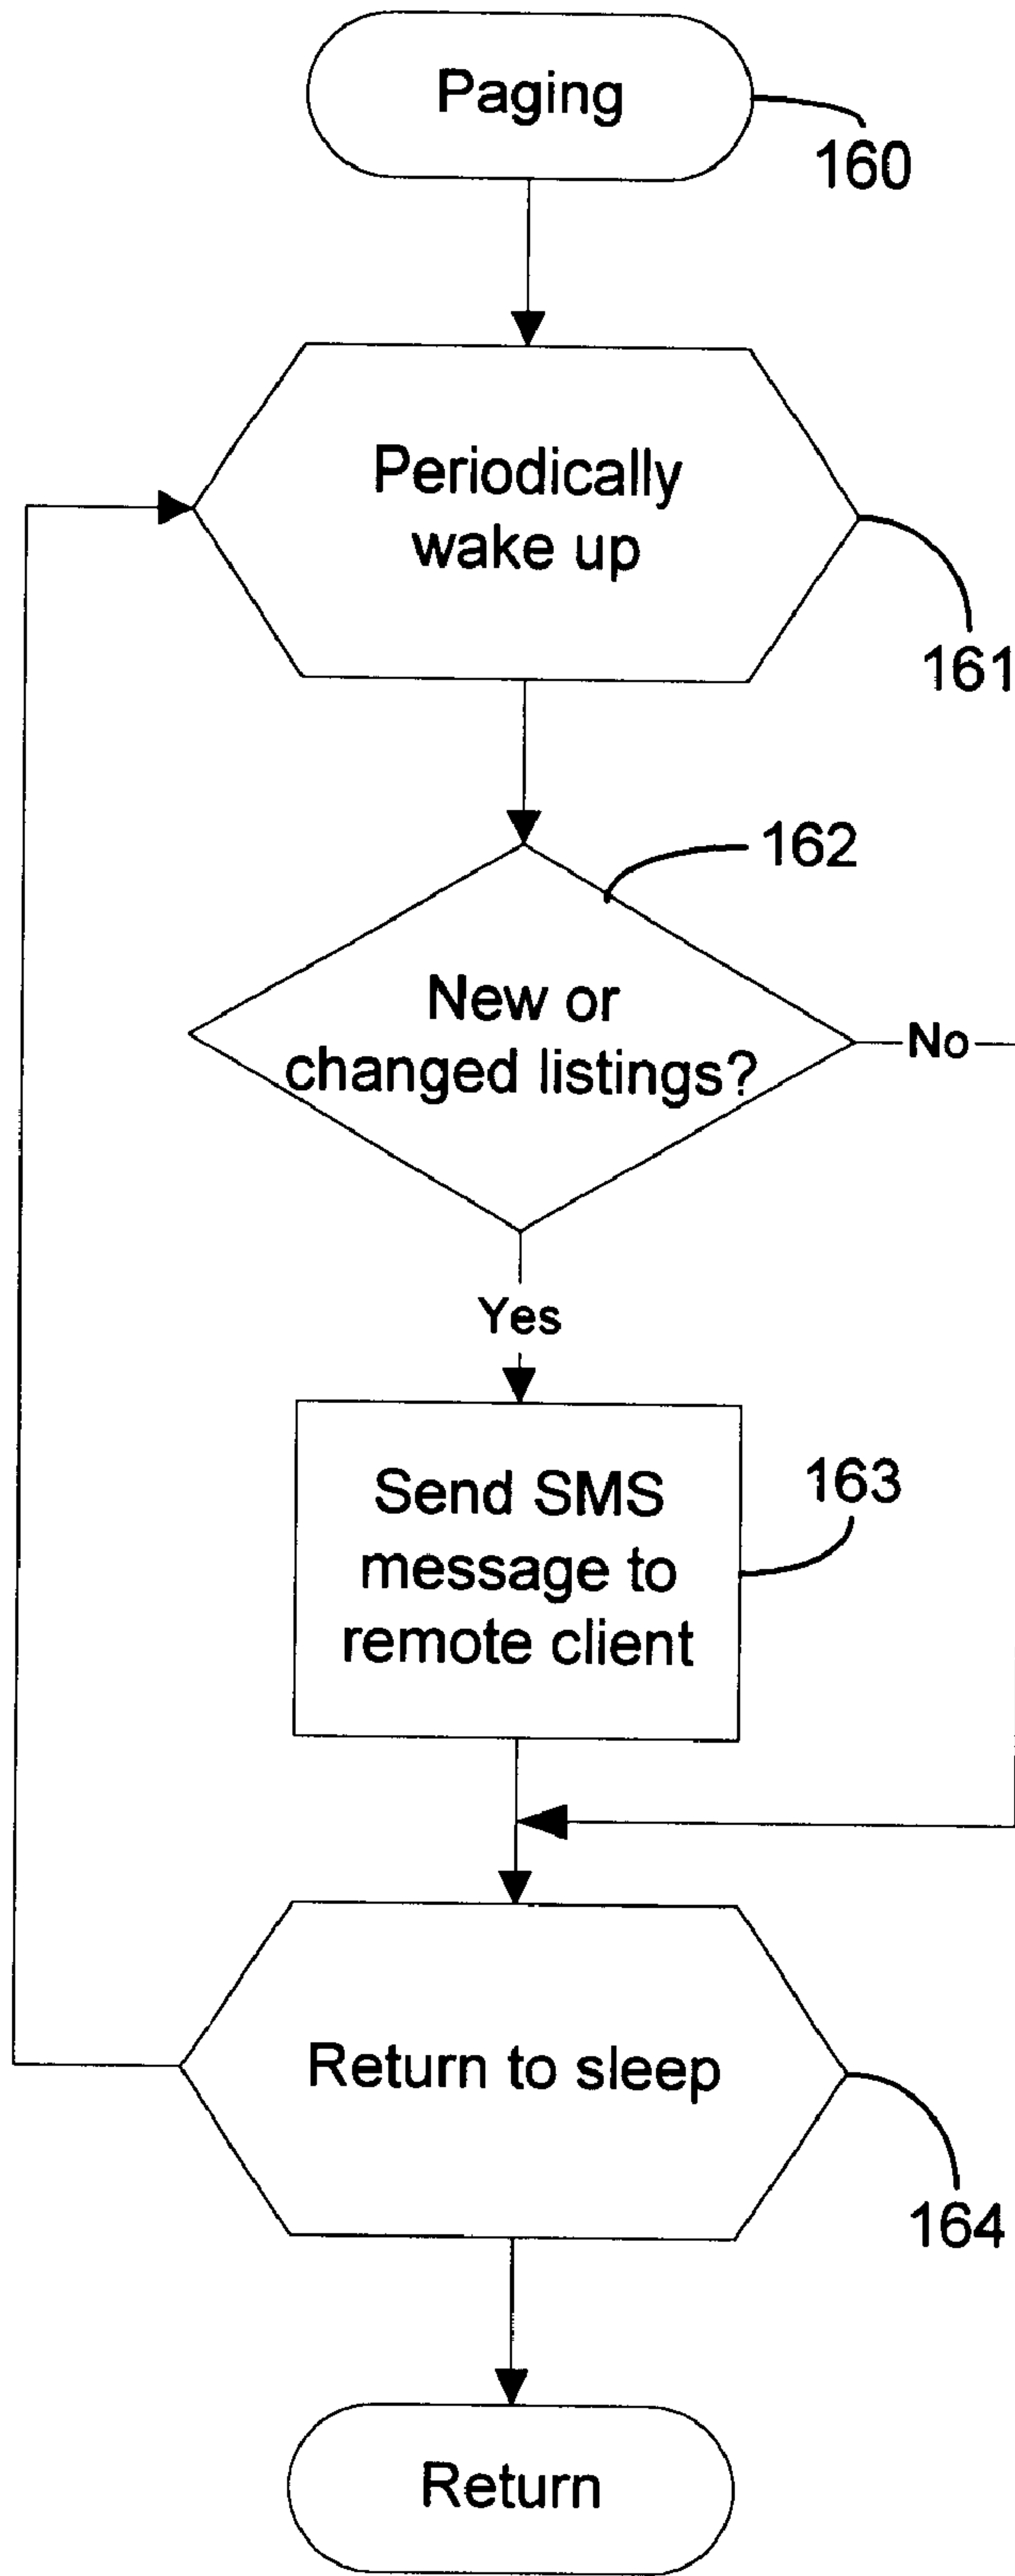 Paging
160
Periodically
wake up
161
162
New or
changed listings?
No
Yes
Send SMS
message to
remote client
163
Return to sleep
164
Return